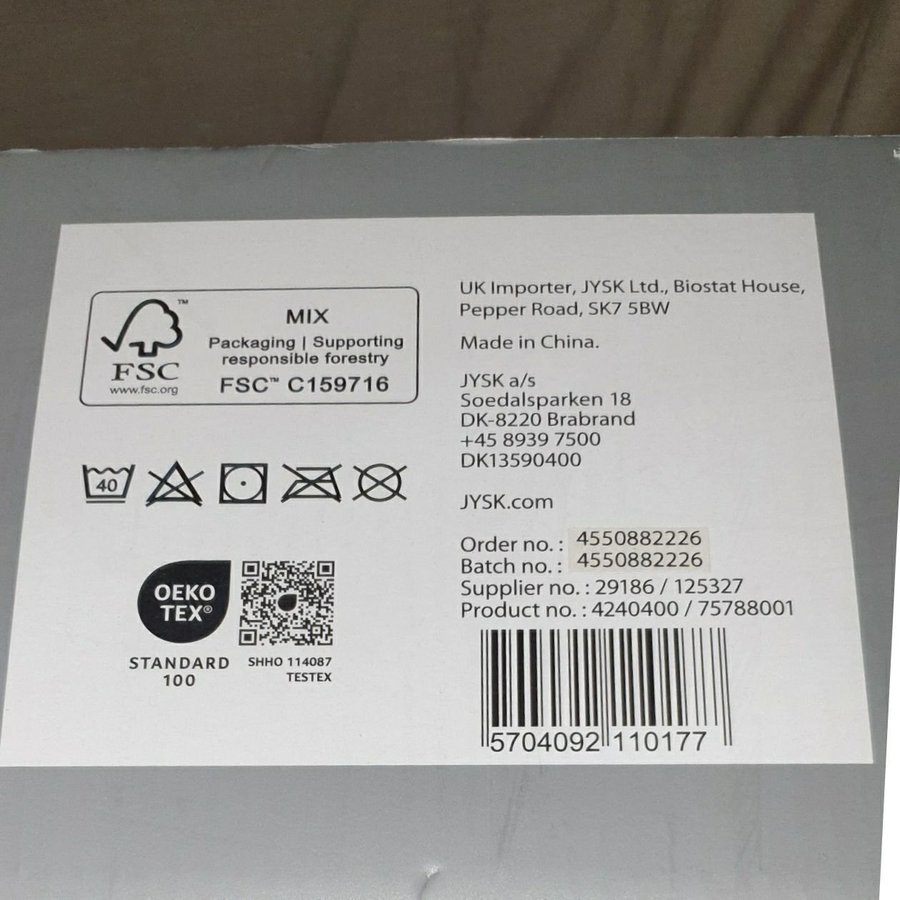 FSC
www.fsc.org
™
MIX
Packaging | Supporting
responsible forestry
FSC™ C159716
40
OEKO
TEX®
STANDARD
100
SHHO 114087
TESTEX
UK Importer, JYSK Ltd., Biostat House,
Pepper Road, SK7 5BW
Made in China.
JYSK a/s
Soedalsparken 18
DK-8220 Brabrand
+45 8939 7500
DK13590400
JYSK.com
Order no. : 4550882226
Batch no. : 4550882226
Supplier no. : 29186 / 125327
Product no. : 4240400 / 75788001
5704092 110177